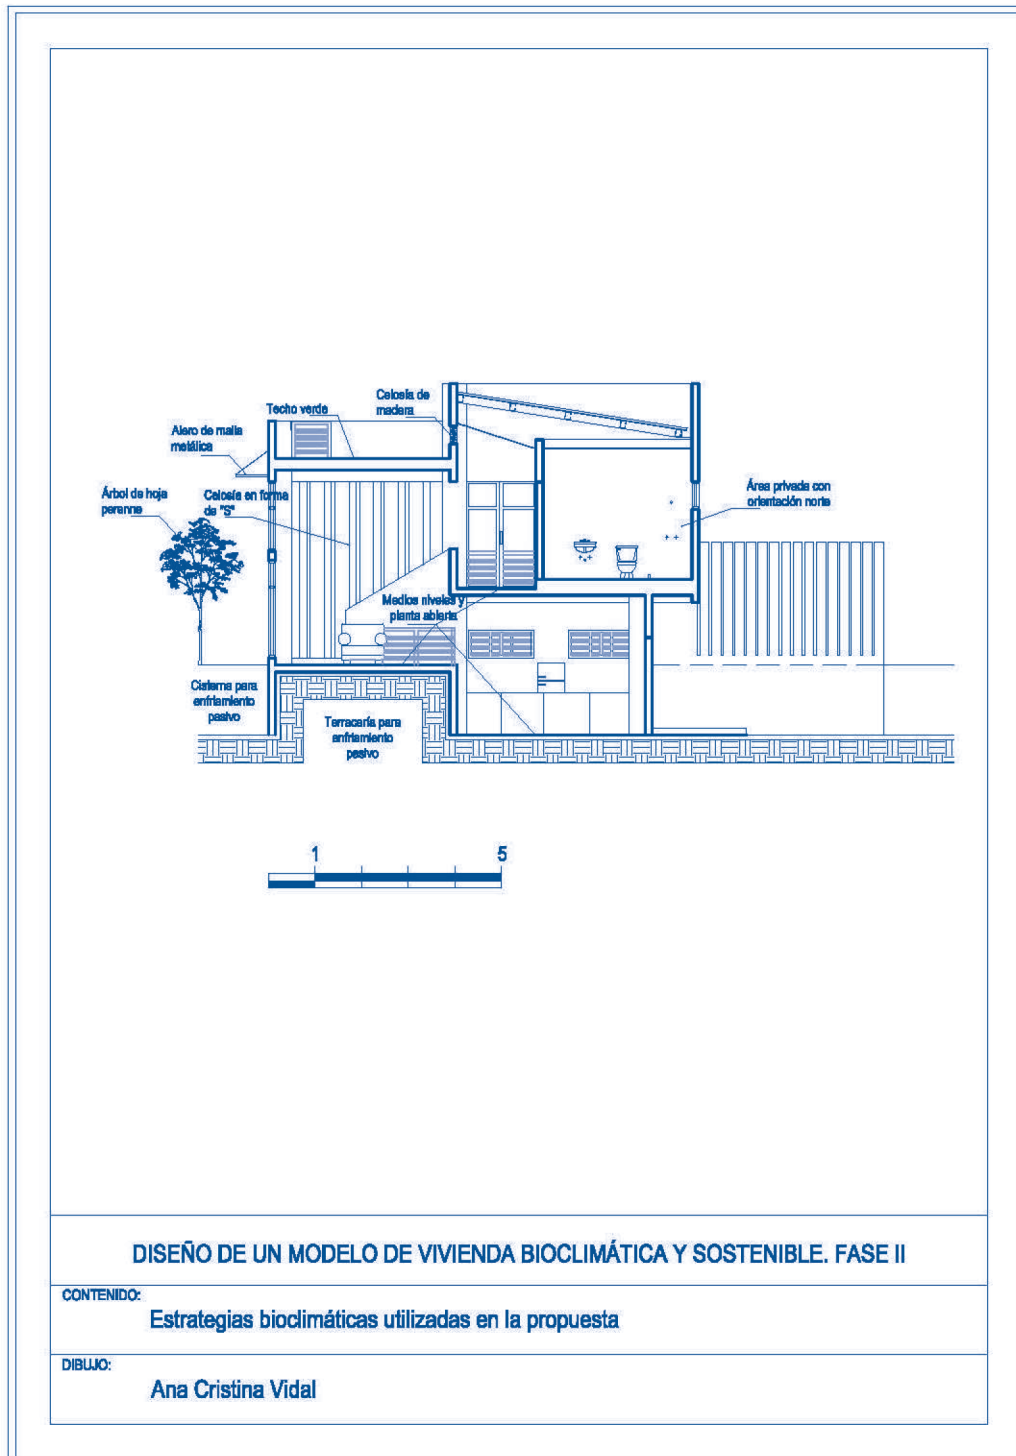 Celosía de
madera
Techo verde
Alero de malla
metálica
Árbol de hoja
perenne
Celosía en forma
de "S"
Área privada con
orientación norte
Medios niveles y
planta abierta
Cisterna para
enfriamiento
pasivo
Terracería para
enfriamiento
pasivo
1 5
DISEÑO DE UN MODELO DE VIVIENDA BIOCLIMÁTICA Y SOSTENIBLE. FASE II
CONTENIDO:
Estrategias bioclimáticas utilizadas en la propuesta
DIBUJO:
Ana Cristina Vidal